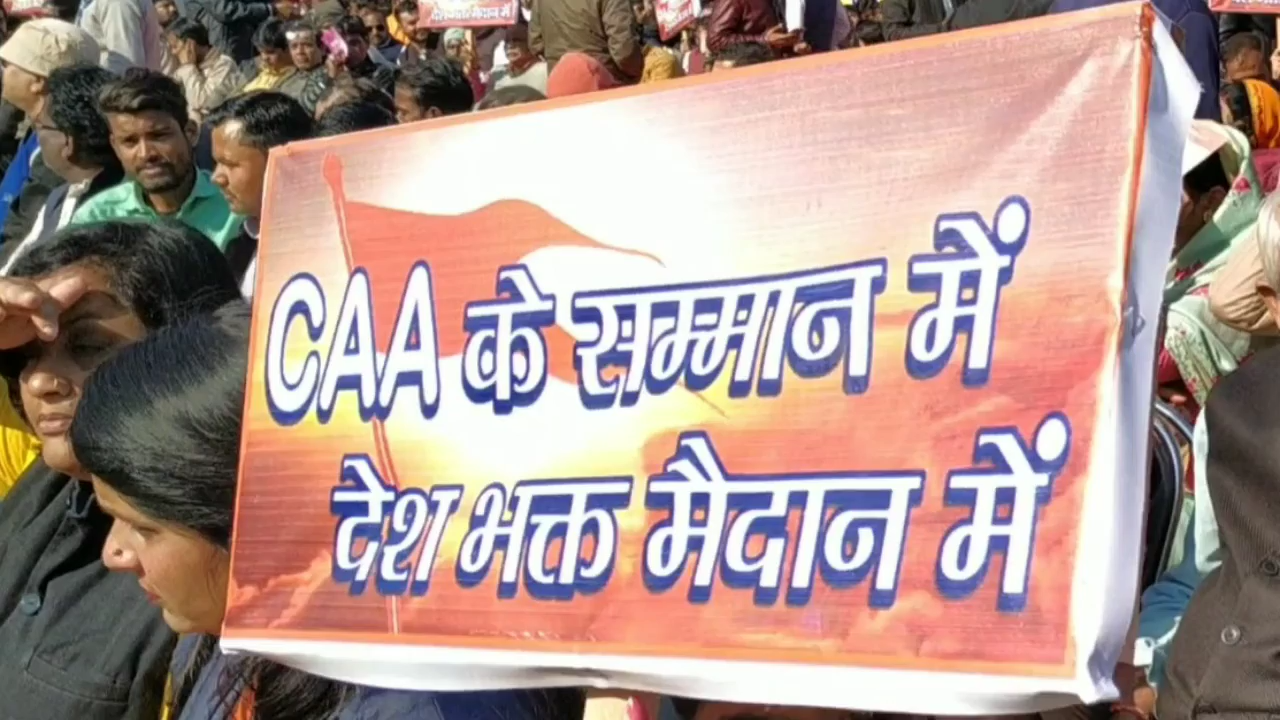 CAA के सम्मान में
देश भक्त मैदान में